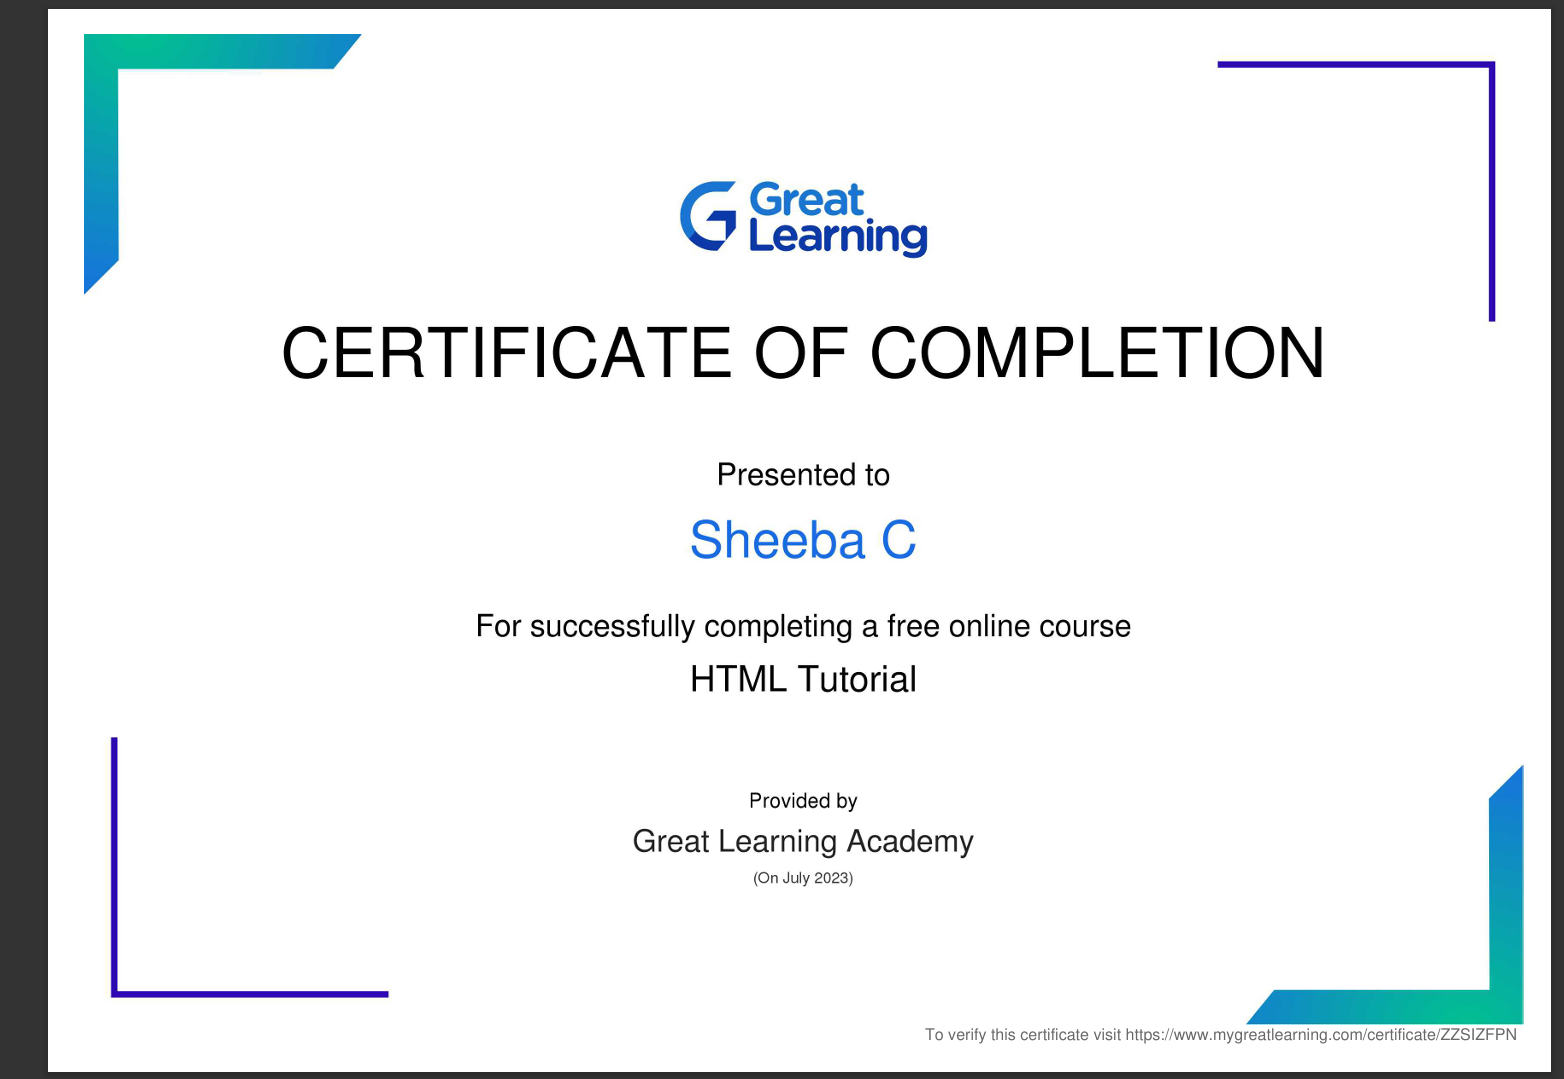 Great
Learning
CERTIFICATE OF COMPLETION
Presented to
Sheeba C
For successfully completing a free online course
HTML Tutorial
Provided by
Great Learning Academy
(On July 2023)
To verify this certificate visit https://www.mygreatlearning.com/certificate/ZZSIZFPN